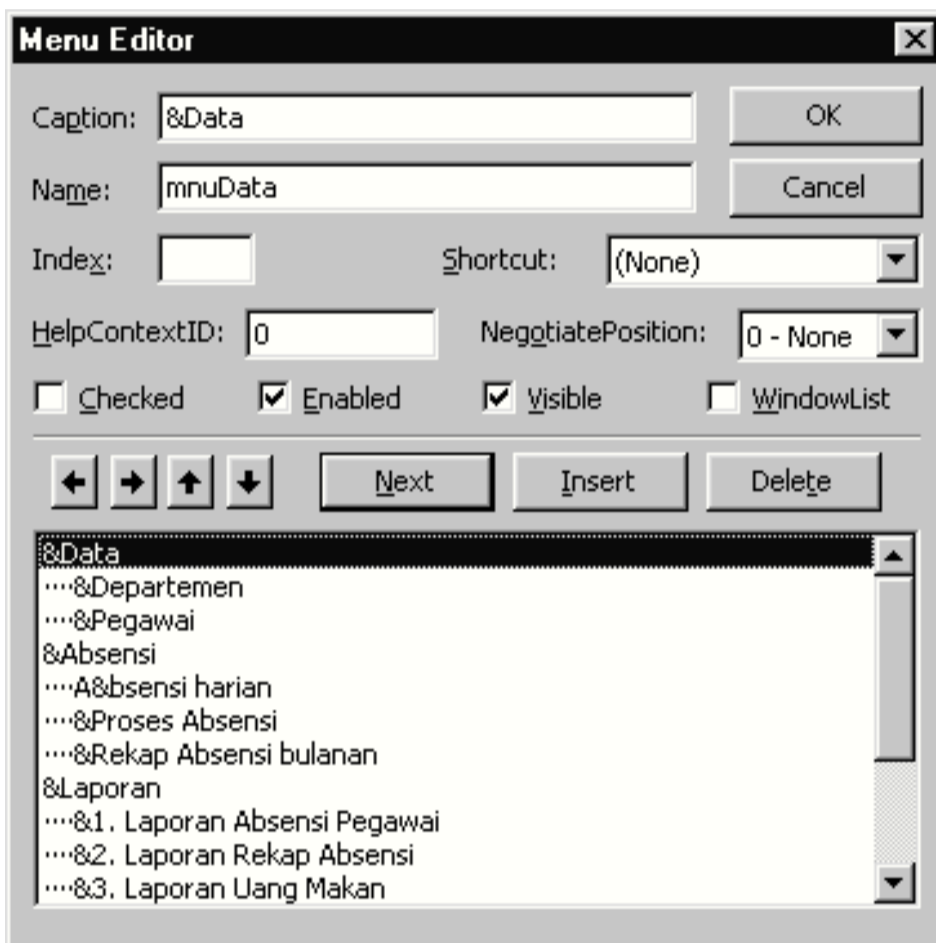 Menu Editor
Caption: &Data OK
Name: mnuData Cancel
Index: Shortcut: (None)
HelpContextID: 0 NegotiatePosition: 0 - None
Checked Enabled Visible WindowList
Next Insert Delete
&Data
····&Departemen
····&Pegawai
&Absensi
····A&bsensi harian
····&Proses Absensi
····&Rekap Absensi bulanan
&Laporan
····&1. Laporan Absensi Pegawai
····&2. Laporan Rekap Absensi
····&3. Laporan Uang Makan